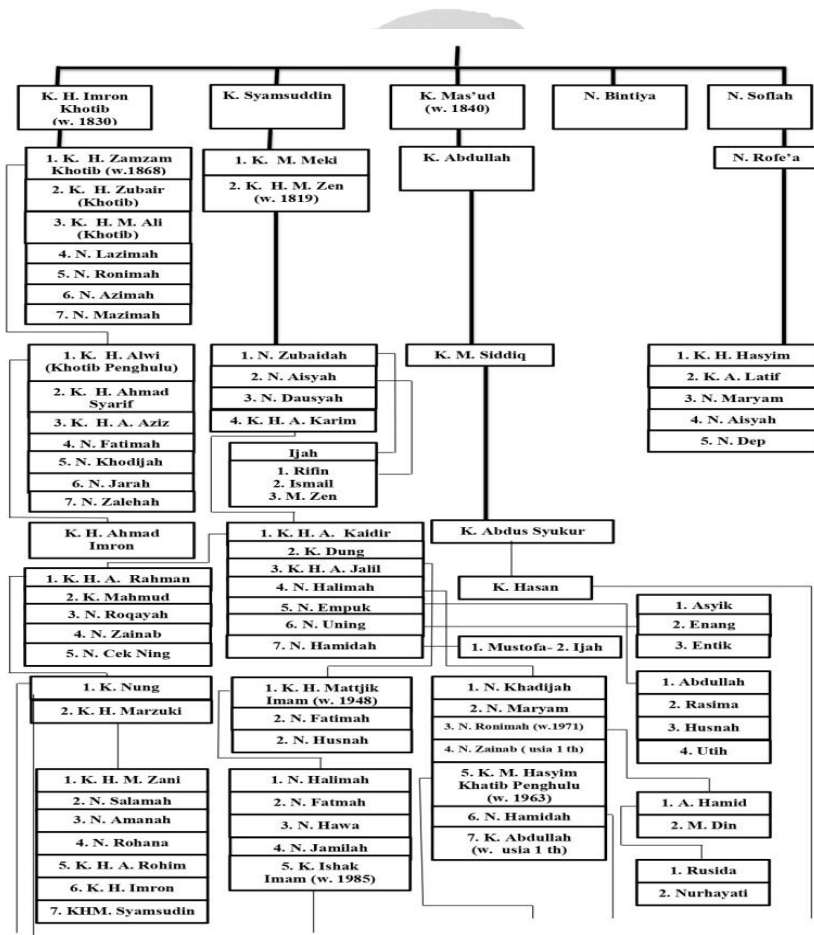 K. H. Imron
Khotib
(w. 1830)
K. Syamsuddin
K. Mas'ud
(w. 1840)
N. Bintiya
N. Soflah
1. K. H. Zamzam
Khotib (w.1868)
2. K. H. Zubair
(Khotib)
3. K. H. M. Ali
(Khotib)
4. N. Lazimah
5. N. Ronimah
6. N. Azimah
7. N. Mazimah
1. K. M. Meki
2. K. H. M. Zen
(w. 1819)
K. Abdullah
N. Rofe'a
1. K. H. Alwi
(Khotib Penghulu)
2. K. H. Ahmad
Syarif
3. K. H. A. Aziz
4. N. Fatimah
5. N. Khodijah
6. N. Jarah
7. N. Zalehah
1. N. Zubaidah
2. N. Aisyah
3. N. Dausyah
4. K. H. A. Karim
K. M. Siddiq
1. K. H. Hasyim
2. K. A. Latif
3. N. Maryam
4. N. Aisyah
5. N. Dep
Ijah
1. Rifin
2. Ismail
3. M. Zen
K. H. Ahmad
Imron
1. K. H. A. Kaidir
2. K. Dung
3. K. H. A. Jalil
4. N. Halimah
5. N. Empuk
6. N. Uning
7. N. Hamidah
K. Abdus Syukur
K. Hasan
1. K. H. A. Rahman
2. K. Mahmud
3. N. Roqayah
4. N. Zainab
5. N. Cek Ning
1. Asyik
2. Enang
3. Entik
1. Mustofa- 2. Ijah
1. K. Nung
2. K. H. Marzuki
1. K. H. Mattjik
Imam (w. 1948)
2. N. Fatimah
2. N. Husnah
1. N. Khadijah
2. N. Maryam
3. N. Ronimah (w.1971)
4. N. Zainab ( usia 1 th)
5. K. M. Hasyim
Khatib Penghulu
(w. 1963)
6. N. Hamidah
7. K. Abdullah
(w. usia 1 th)
1. Abdullah
2. Rasima
3. Husnah
4. Utih
1. K. H. M. Zani
2. N. Salamah
3. N. Amanah
4. N. Rohana
5. K. H. A. Rohim
6. K. H. Imron
7. KHM. Syamsudin
1. N. Halimah
2. N. Fatmah
3. N. Hawa
4. N. Jamilah
5. K. Ishak
Imam (w. 1985)
1. A. Hamid
2. M. Din
1. Rusida
2. Nurhayati